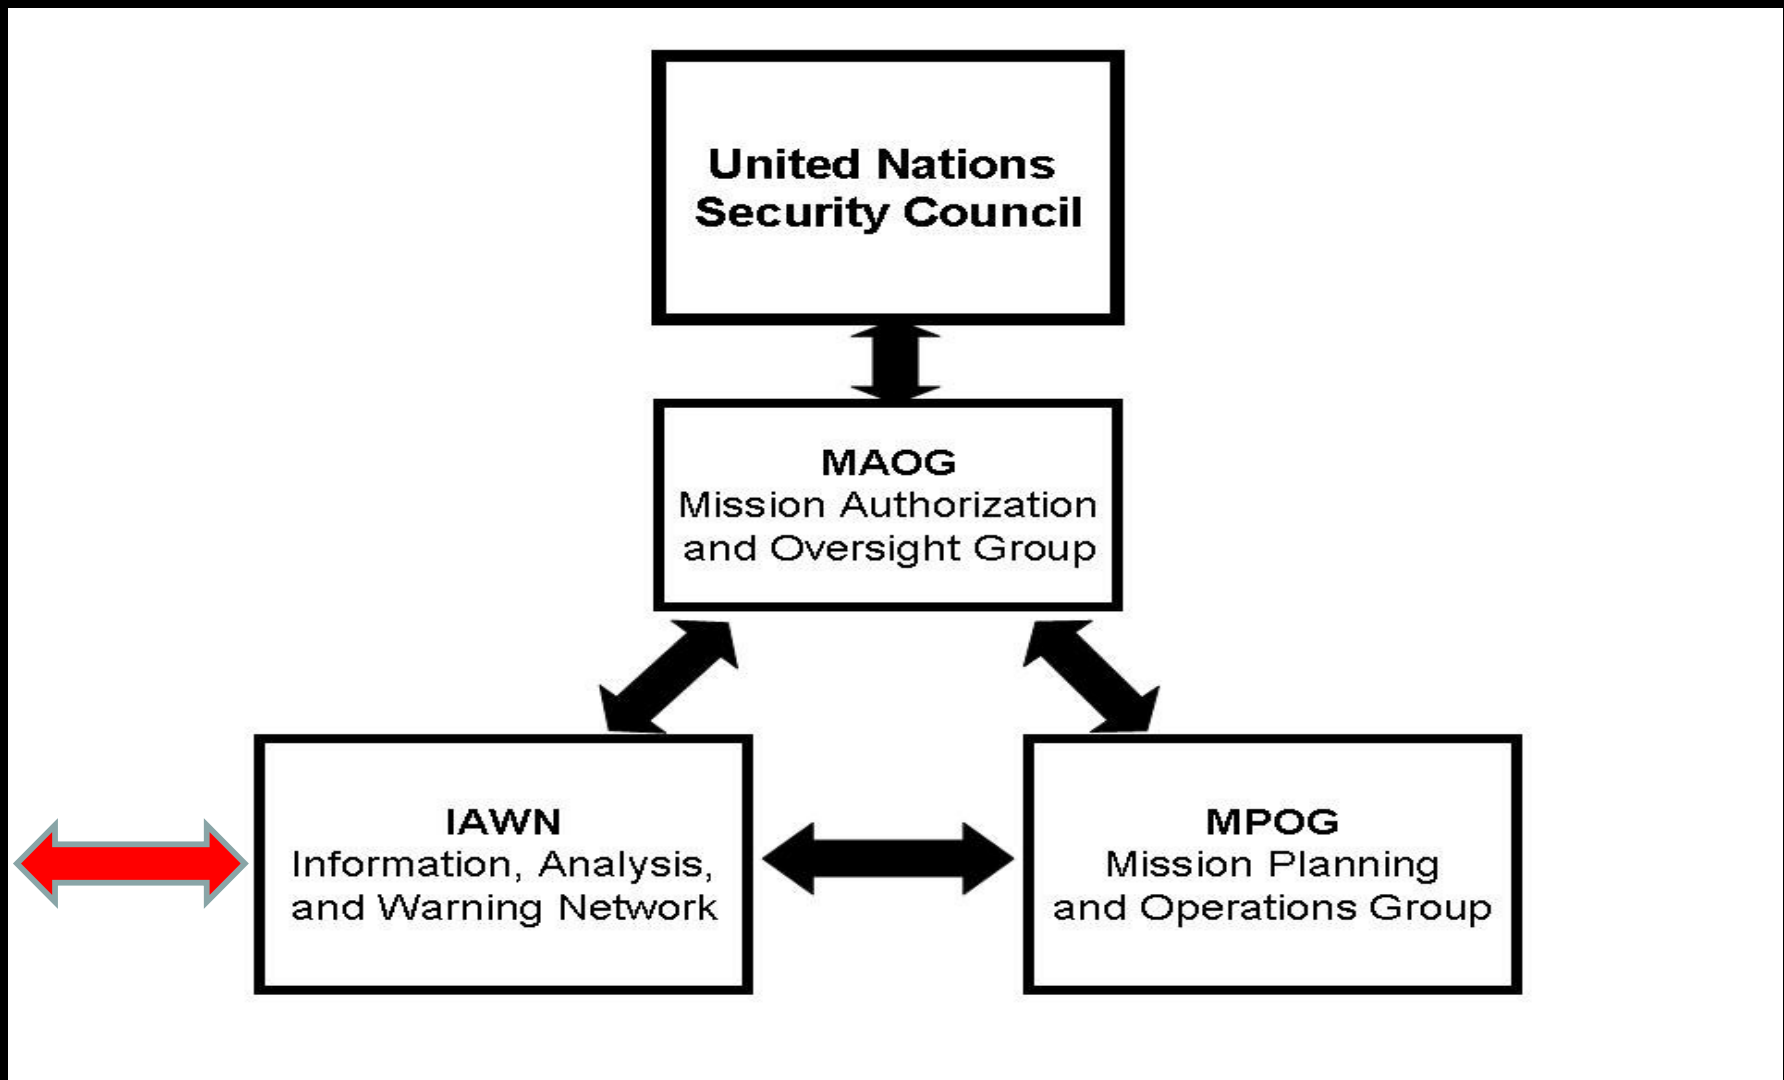 United Nations
Security Council
MAOG
Mission Authorization
and Oversight Group
IAWN
Information, Analysis,
and Warning Network
MPOG
Mission Planning
and Operations Group